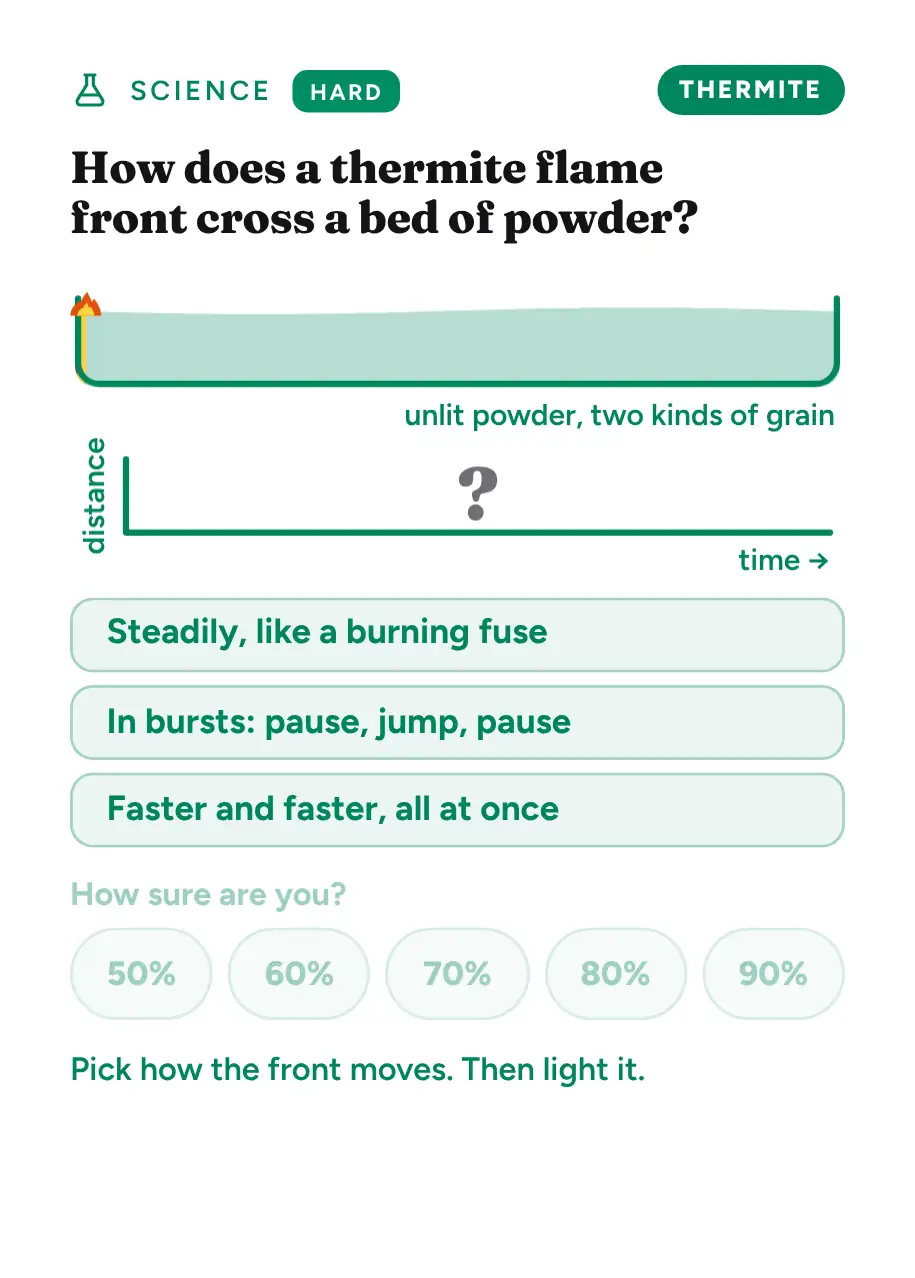 SCIENCE HARD THERMITE
How does a thermite flame
front cross a bed of powder?
unlit powder, two kinds of grain
distance
?
time →
Steadily, like a burning fuse
In bursts: pause, jump, pause
Faster and faster, all at once
How sure are you?
50% 60% 70% 80% 90%
Pick how the front moves. Then light it.